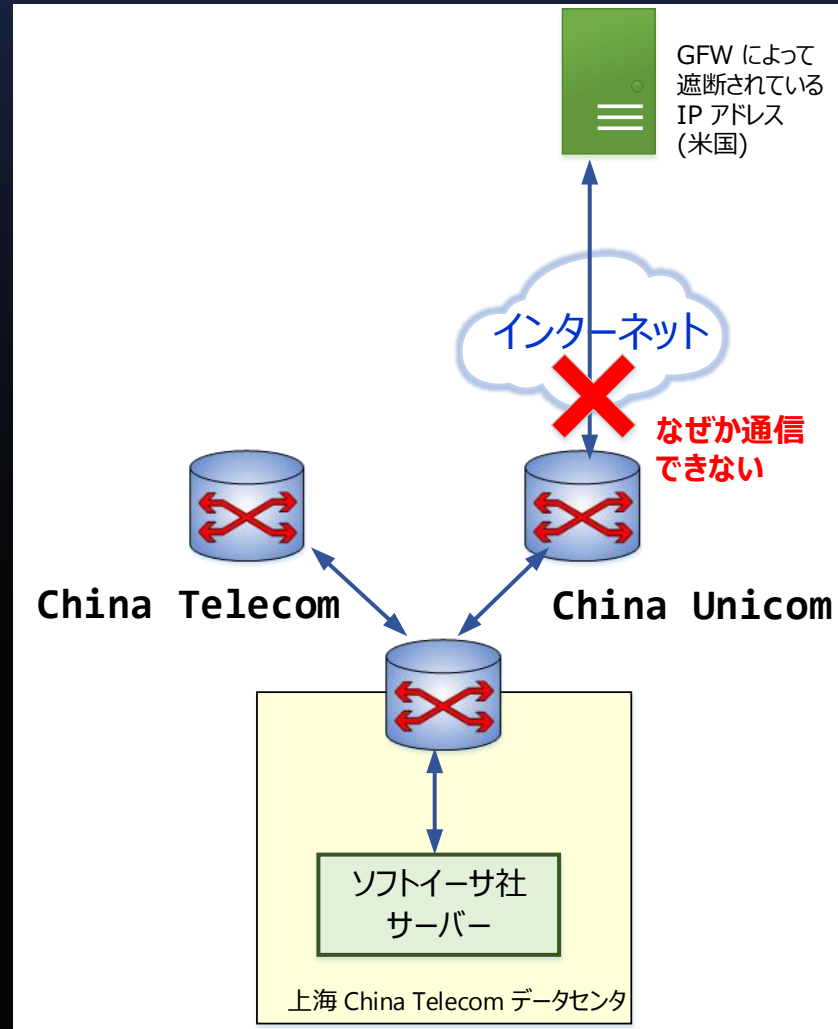 GFW によって
遮断されている
IP アドレス
(米国)
インターネット
なぜか通信
できない
China Telecom
China Unicom
ソフトイーサ社
サーバー
上海 China Telecom データセンタ